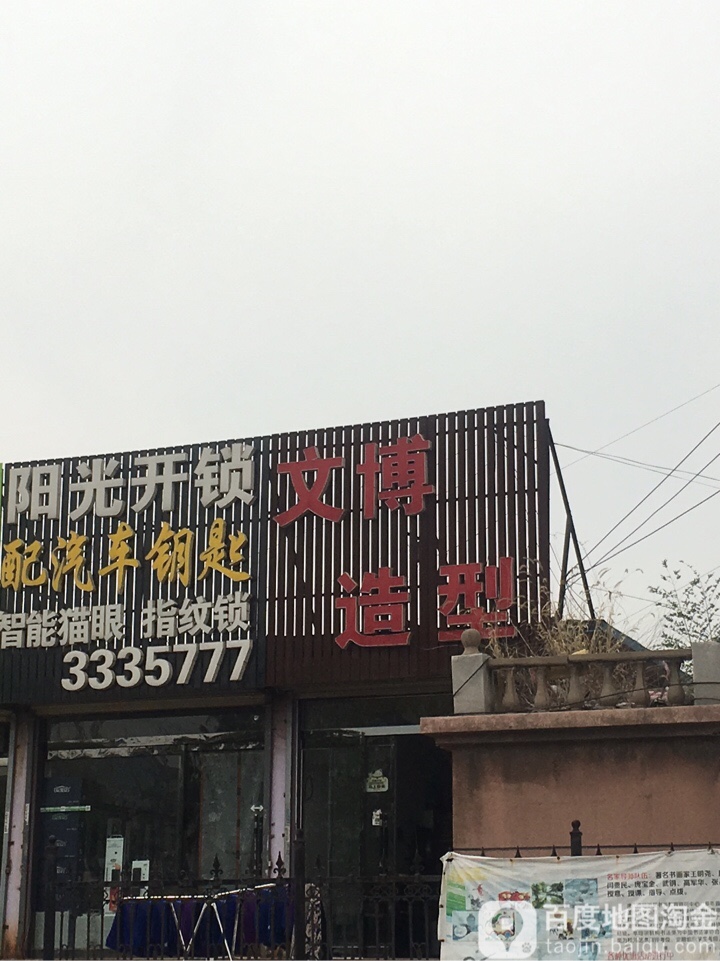 阳光开锁
配汽车钥匙
智能猫眼 指纹锁
3335777
文博
造型
百度地图淘金
taojin.baidu.com